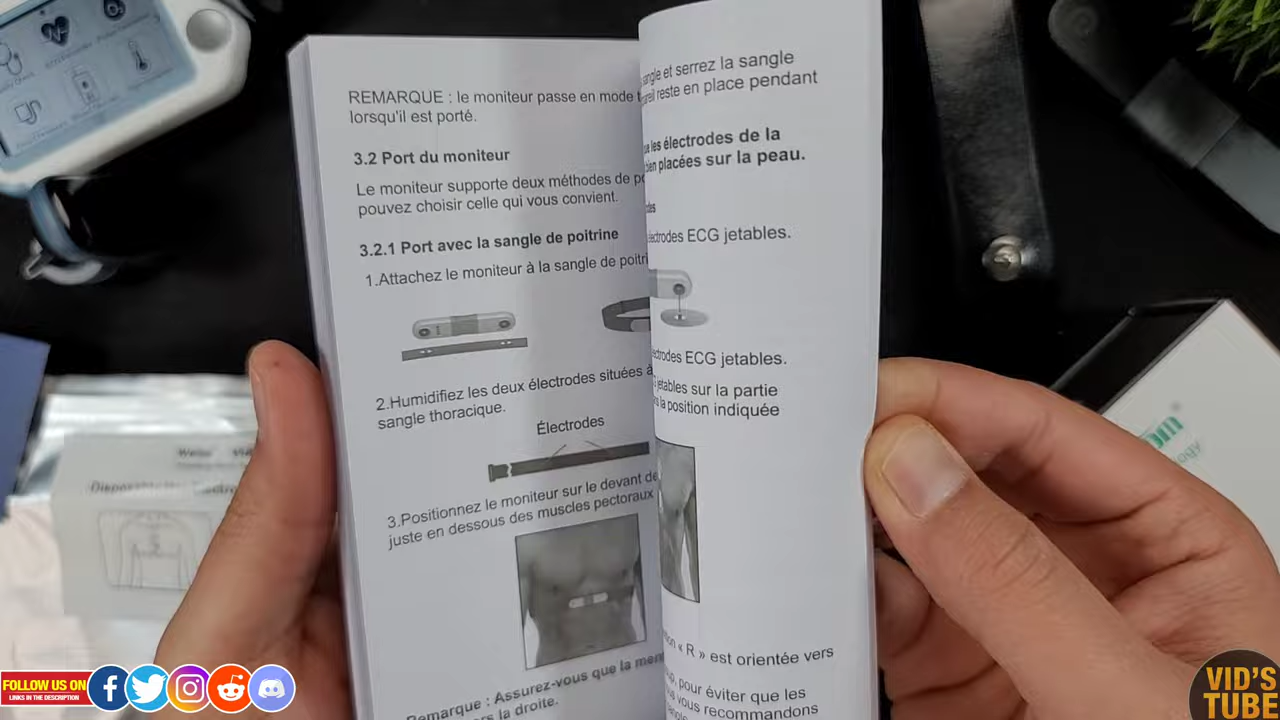 REMARQUE : le moniteur passe en mode
lorsqu'il est porté.
3.2 Port du moniteur
Le moniteur supporte deux méthodes de
pouvez choisir celle qui vous convient.
3.2.1 Port avec la sangle de poitrine
1.Attachez le moniteur à la sangle de
2.Humidifiez les deux électrodes situées à
sangle thoracique.
Électrodes
3.Positionnez le moniteur sur le devant de
juste en dessous des muscles pectoraux
Remarque : Assurez-vous que la
la droite.
et serrez la sangle
reste en place pendant
les électrodes de la
bien placées sur la peau.
électrodes ECG jetables.
ECG jetables.
jetables sur la partie
la position indiquée
« R » est orientée vers
pour éviter que les
vous recommandons
FOLLOW US ON
LINKS IN THE DESCRIPTION
VID'S
TUBE